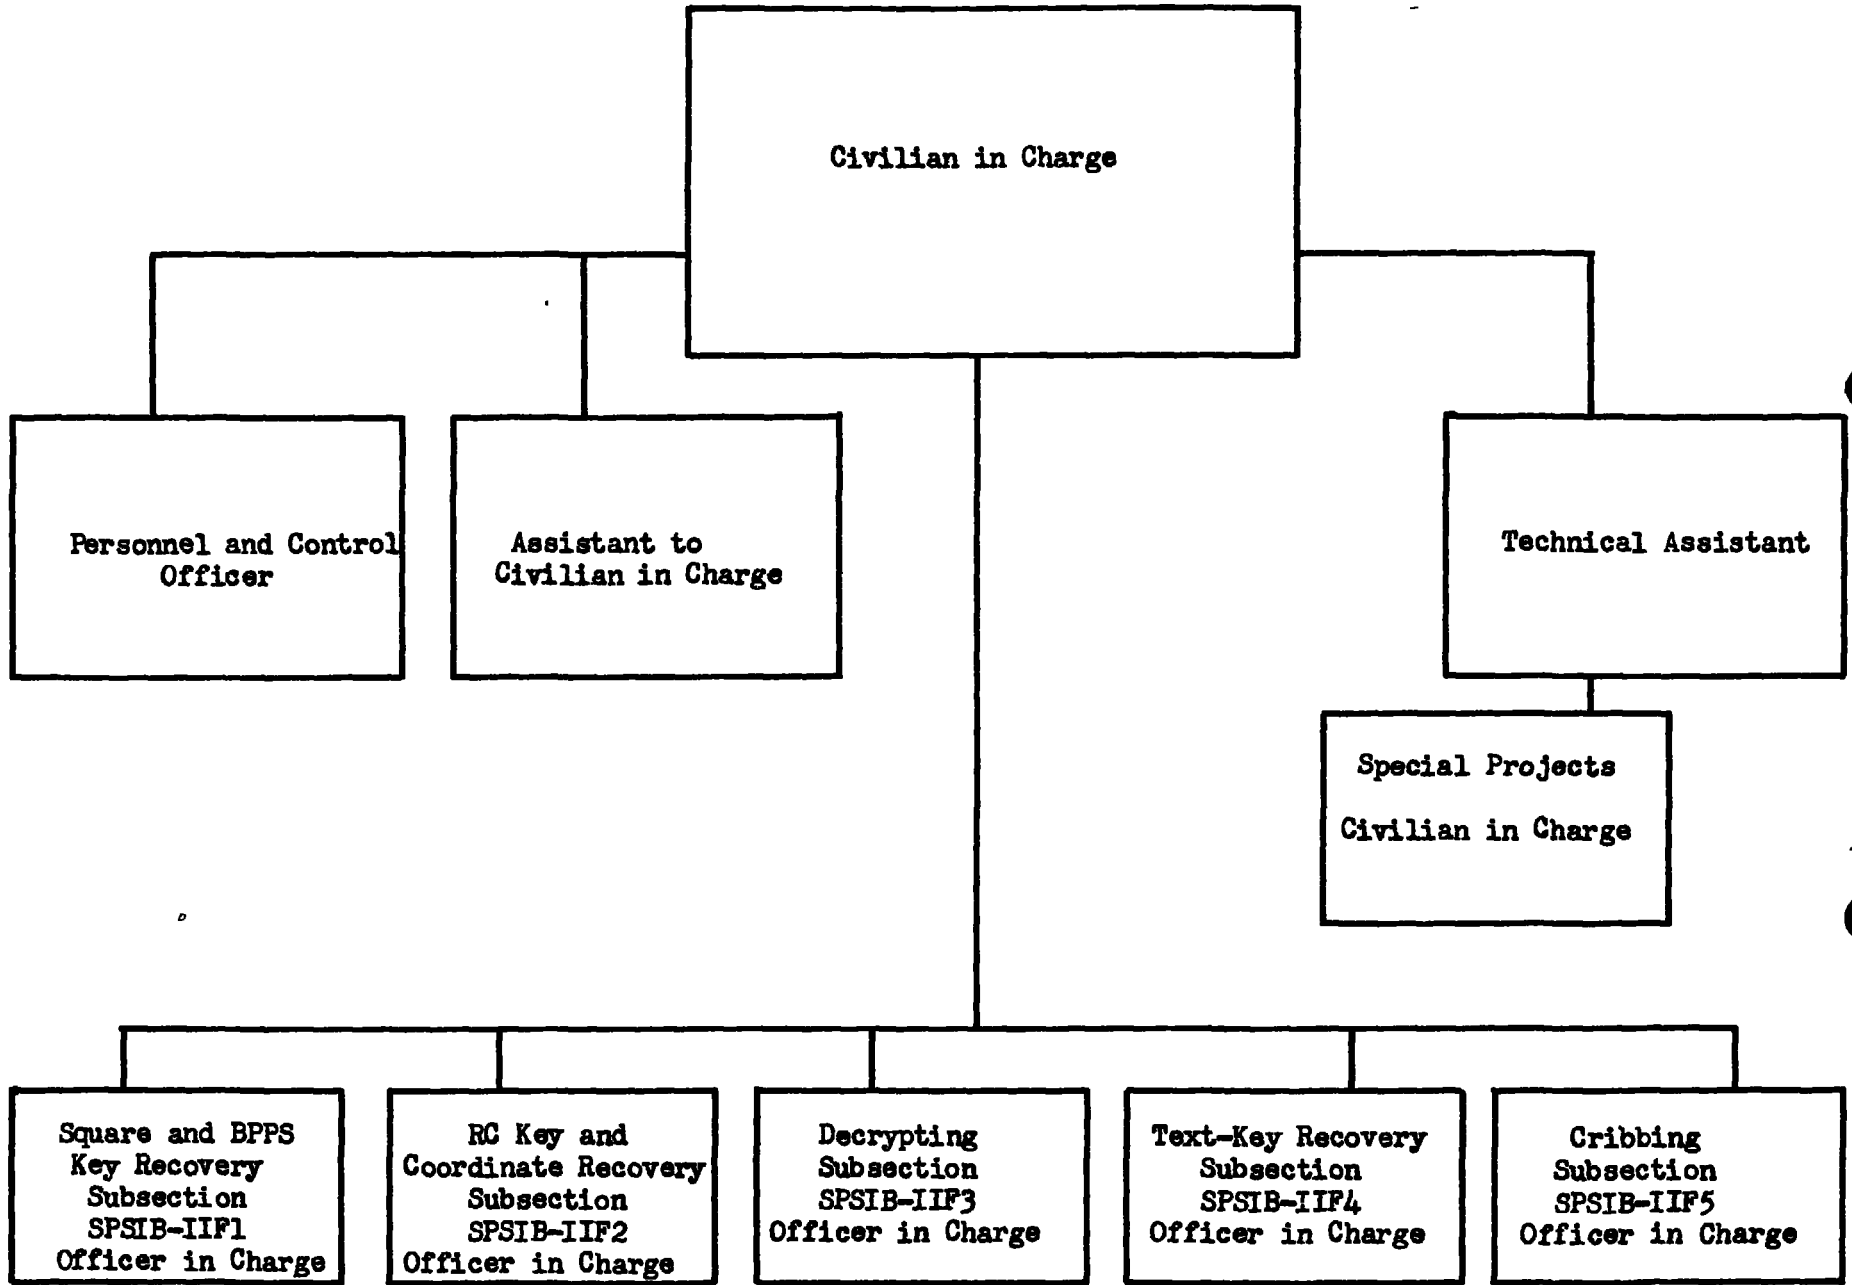 Civilian in Charge
Personnel and Control
Officer
Assistant to
Civilian in Charge
Technical Assistant
Special Projects
Civilian in Charge
Square and BPPS
Key Recovery
Subsection
SPSIB-IIF1
Officer in Charge
RC Key and
Coordinate Recovery
Subsection
SPSIB-IIF2
Officer in Charge
Decrypting
Subsection
SPSIB-IIF3
Officer in Charge
Text-Key Recovery
Subsection
SPSIB-IIF4
Officer in Charge
Cribbing
Subsection
SPSIB-IIF5
Officer in Charge